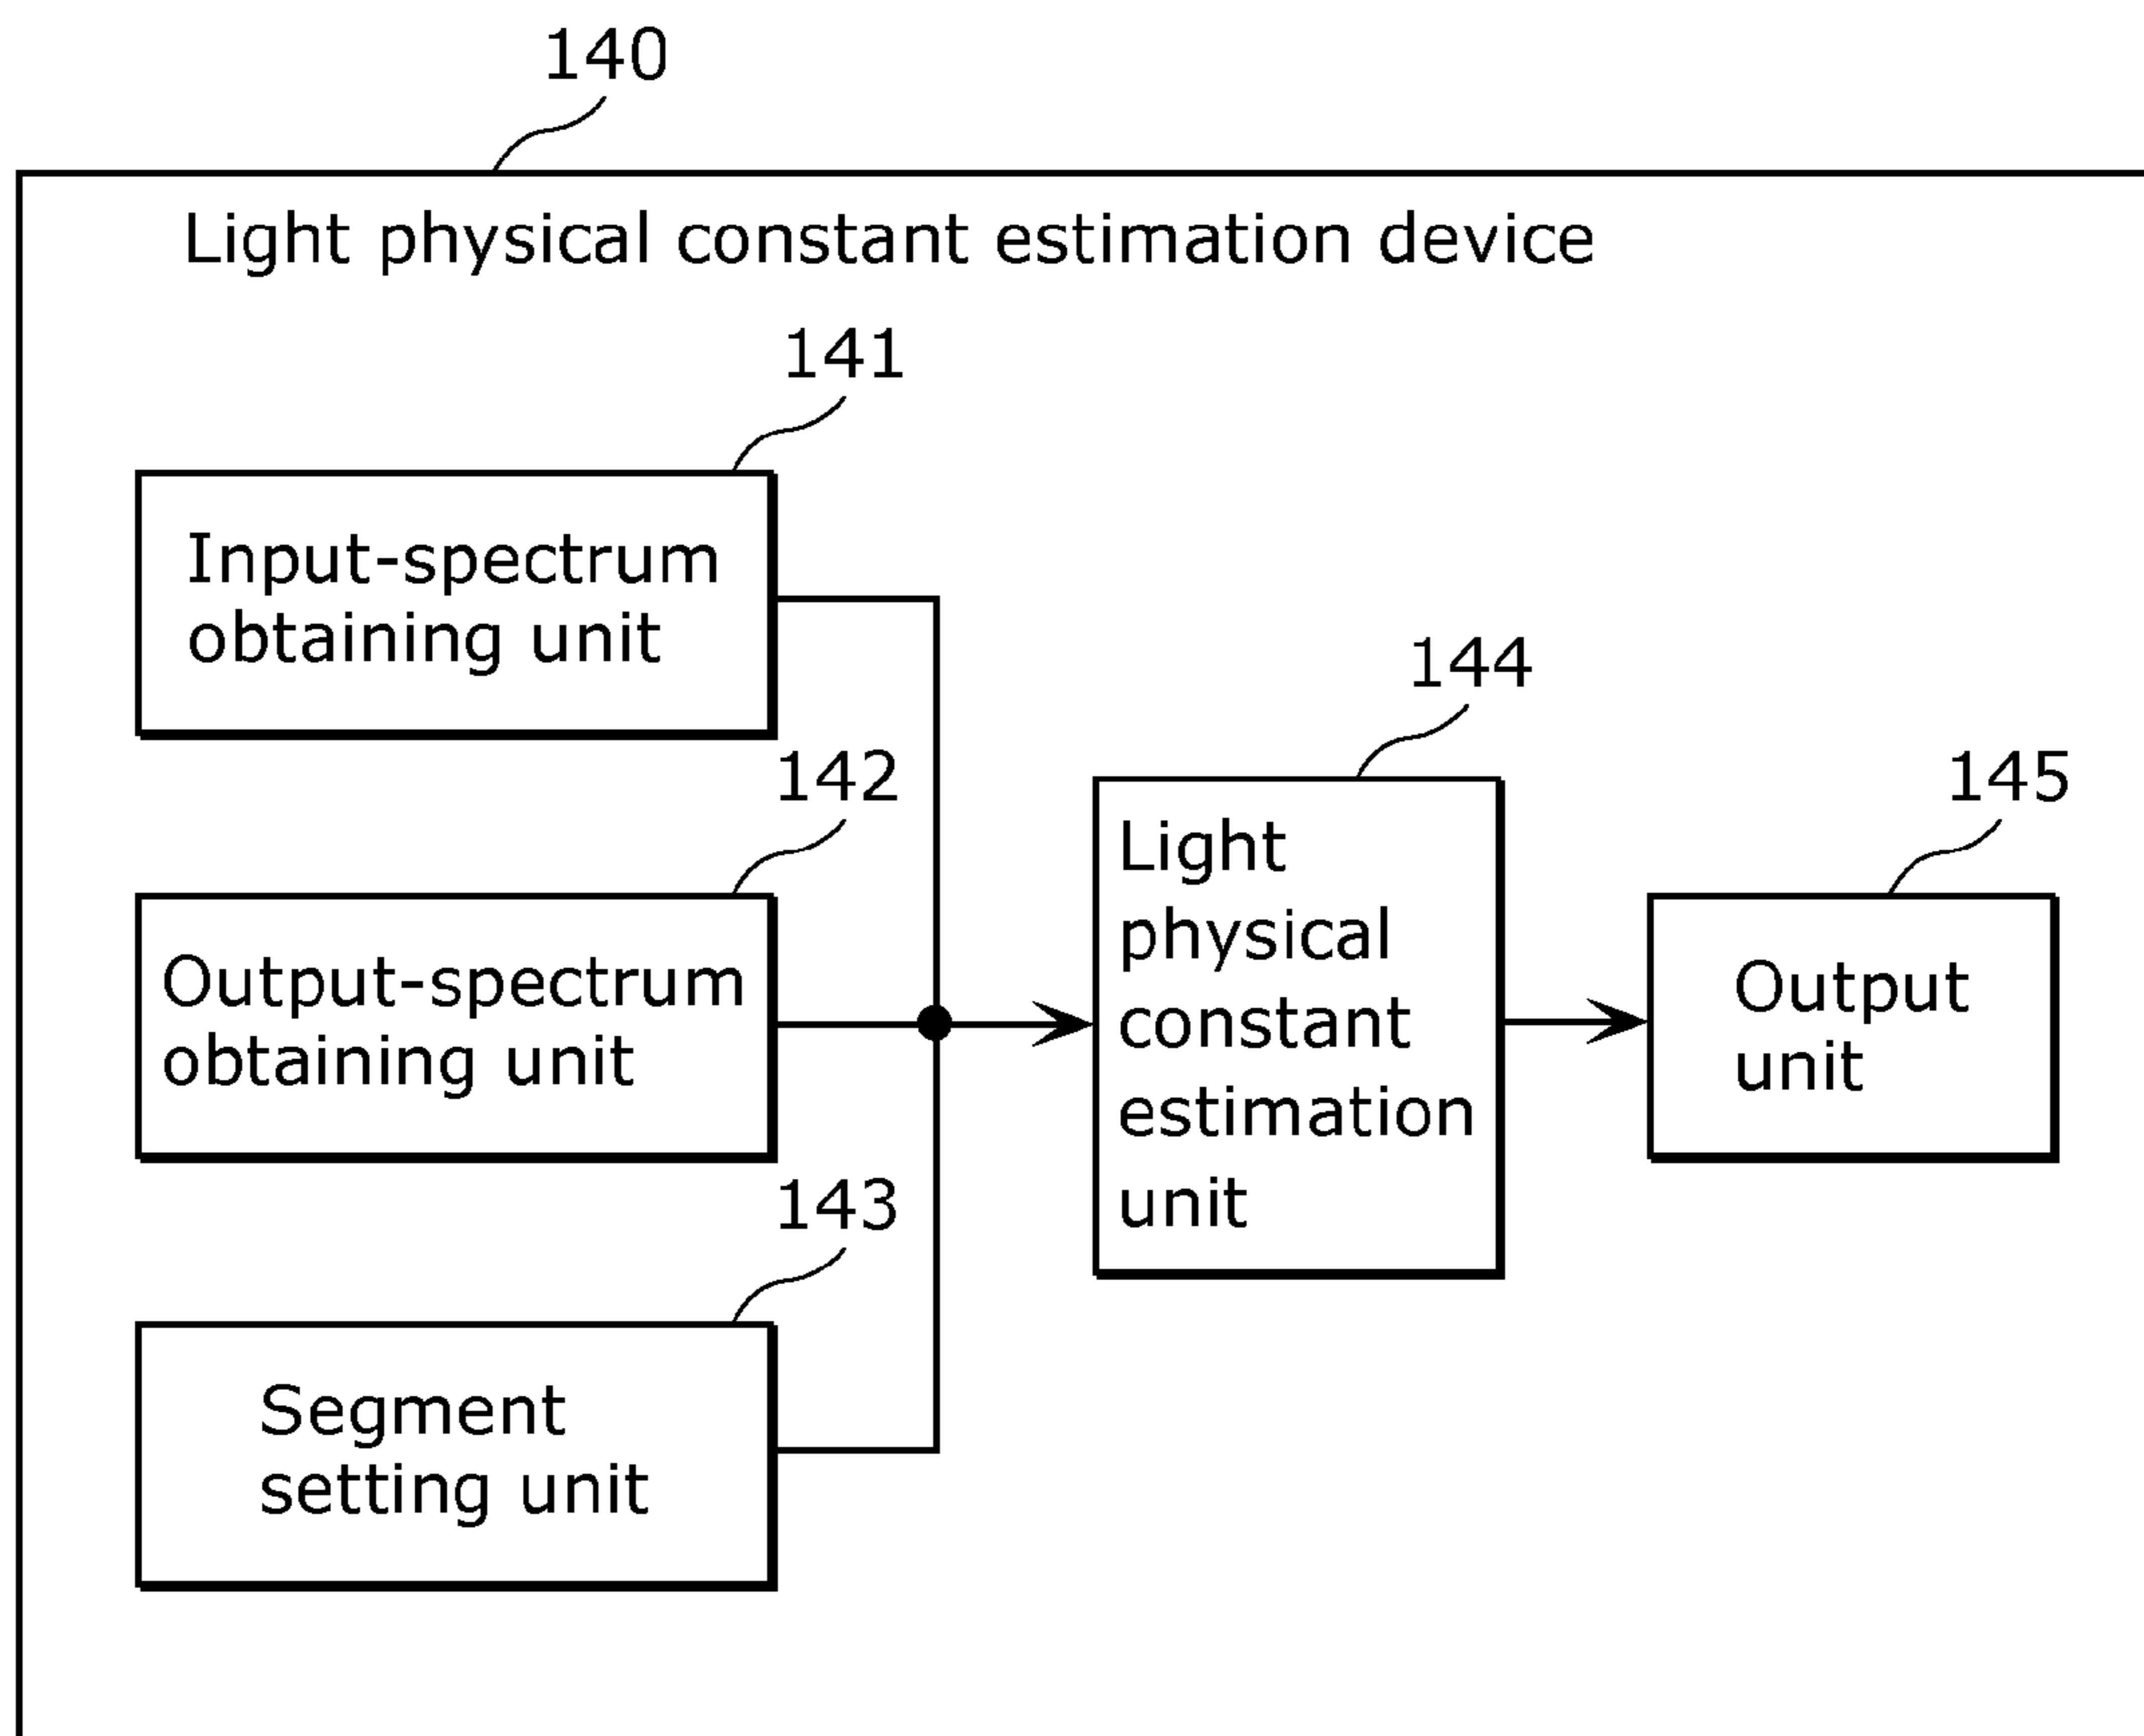 140
Light physical constant estimation device
141
Input-spectrum
obtaining unit
142
Output-spectrum
obtaining unit
143
Segment
setting unit
144
Light
physical
constant
estimation
unit
145
Output
unit